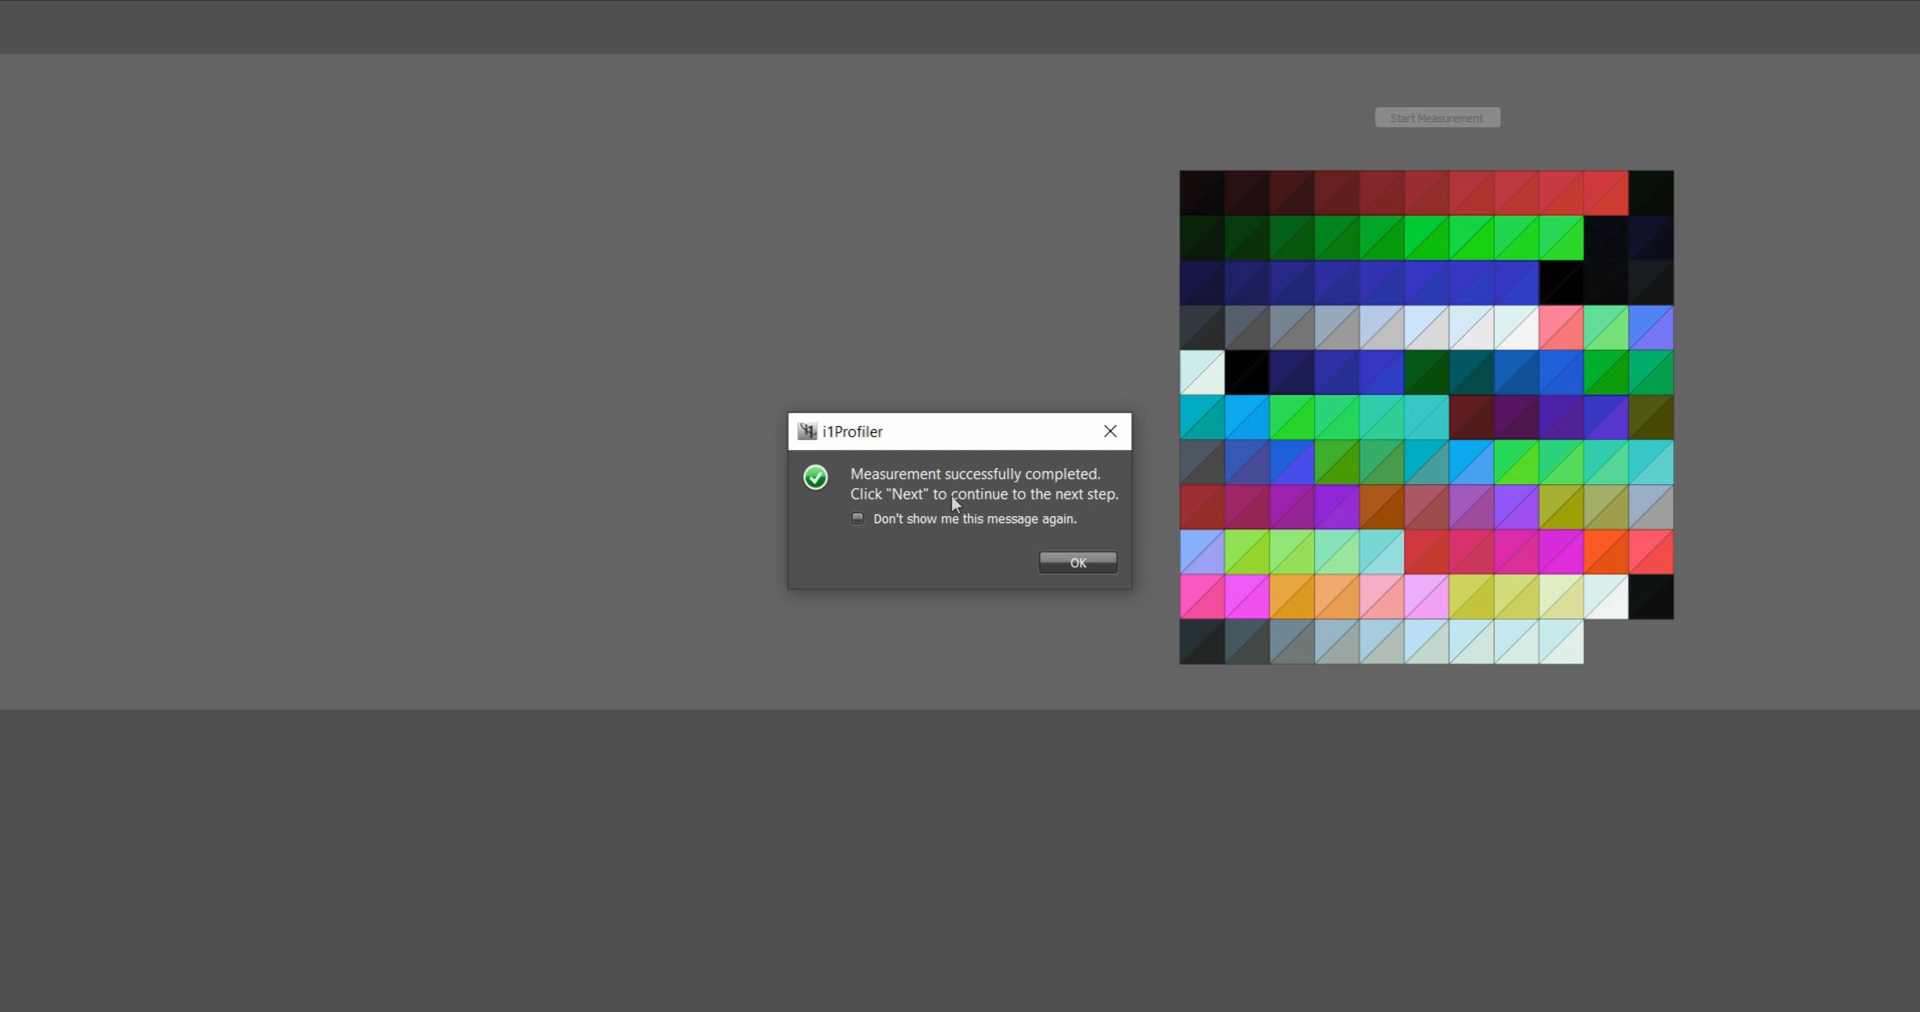 Start Measurement
i1Profiler
Measurement successfully completed.
Click "Next" to continue to the next step.
Don't show me this message again.
OK